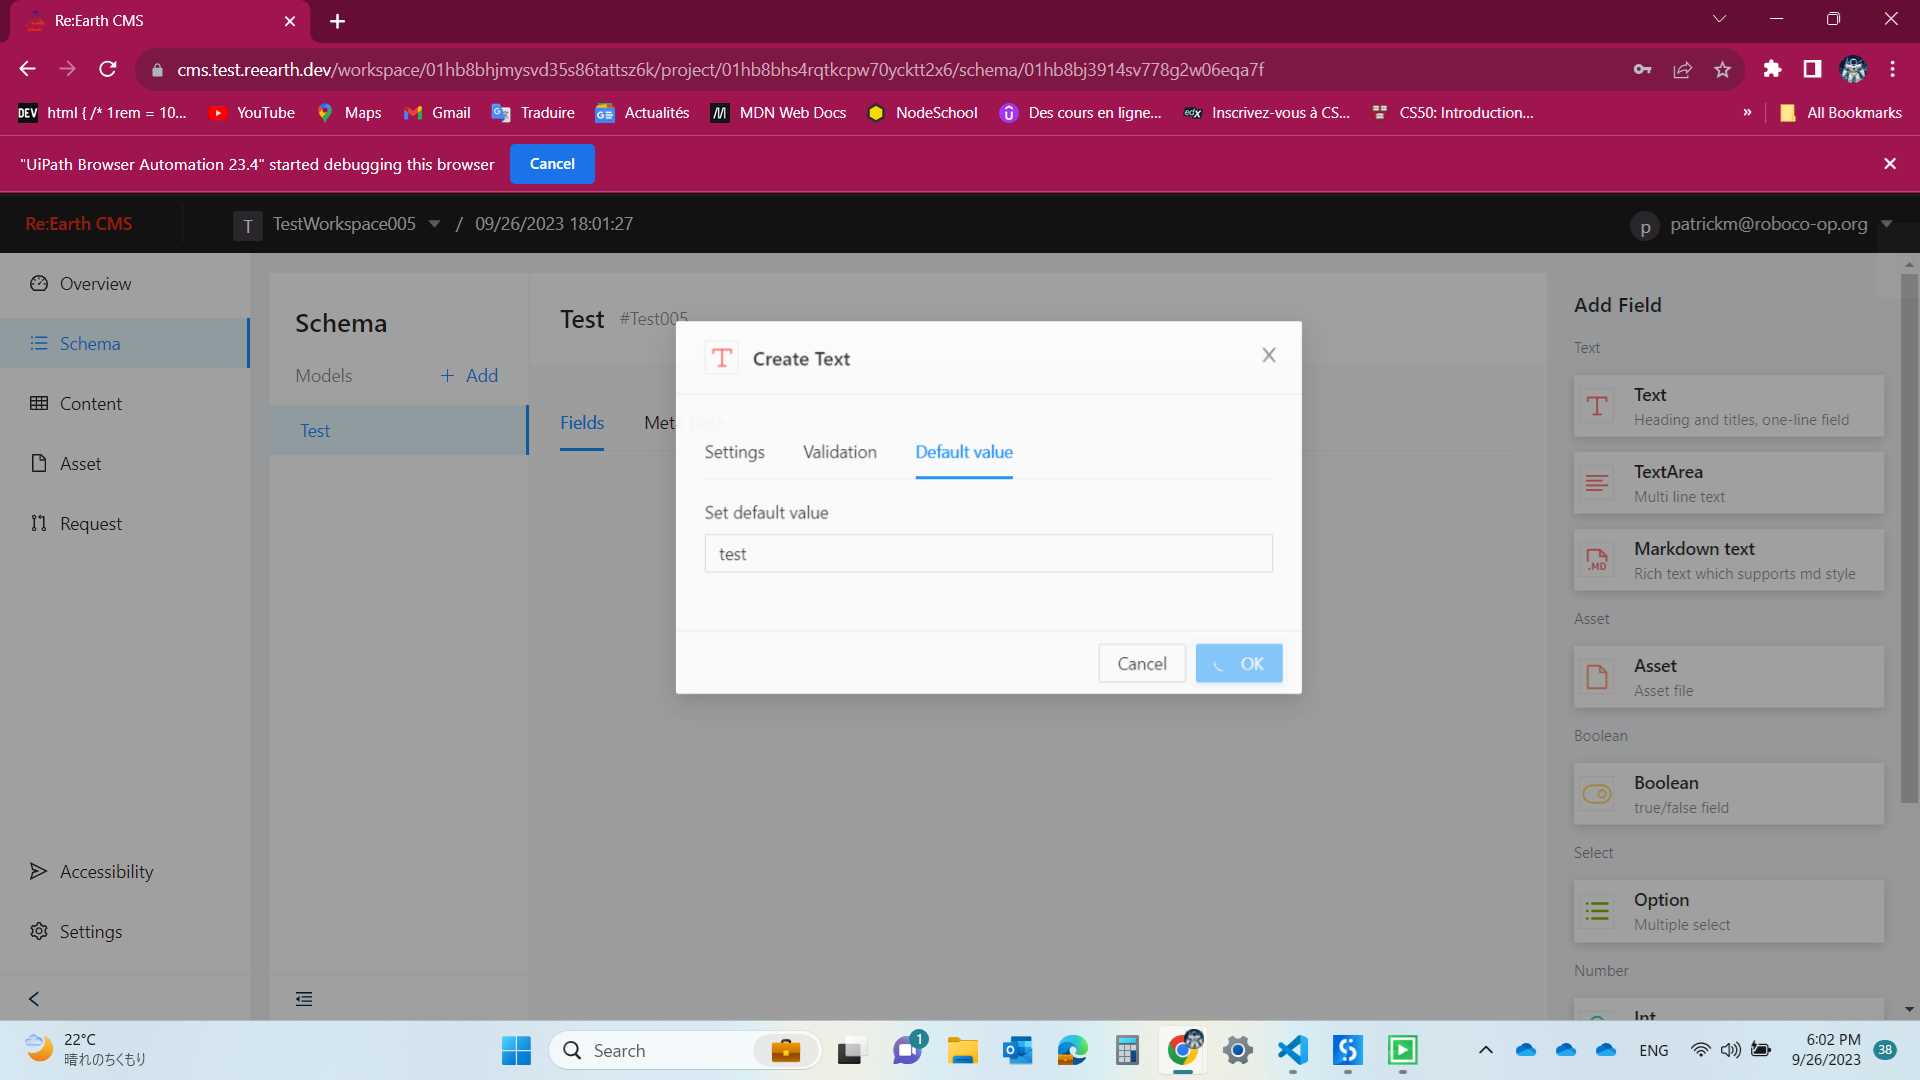 Re:Earth CMS
cms.test.reearth.dev/workspace/01hb8bhjmysvd35s86tattsz6k/project/01hb8bhs4rqtkcpw70ycktt2x6/schema/01hb8bj3914sv778g2w06eqa7f
DEV html { /* 1rem = 10... YouTube Maps Gmail Traduire Actualités MDN Web Docs NodeSchool Des cours en ligne... edX Inscrivez-vous à CS... CS50: Introduction... » All Bookmarks
"UiPath Browser Automation 23.4" started debugging this browser Cancel
Re:Earth CMS T TestWorkspace005 / 09/26/2023 18:01:27 p patrickm@roboco-op.org
Overview
Schema
Content
Asset
Request
Accessibility
Settings
Schema
Models + Add
Test
Test #Test005
Fields Met
Create Text
Settings Validation Default value
Set default value
test
Cancel OK
Add Field
Text
Text
Heading and titles, one-line field
TextArea
Multi line text
Markdown text
.MD
Rich text which supports md style
Asset
Asset
Asset file
Boolean
Boolean
true/false field
Select
Option
Multiple select
Number
Int
22°C
晴れのちくもり
Search
1
ENG
6:02 PM
9/26/2023
38